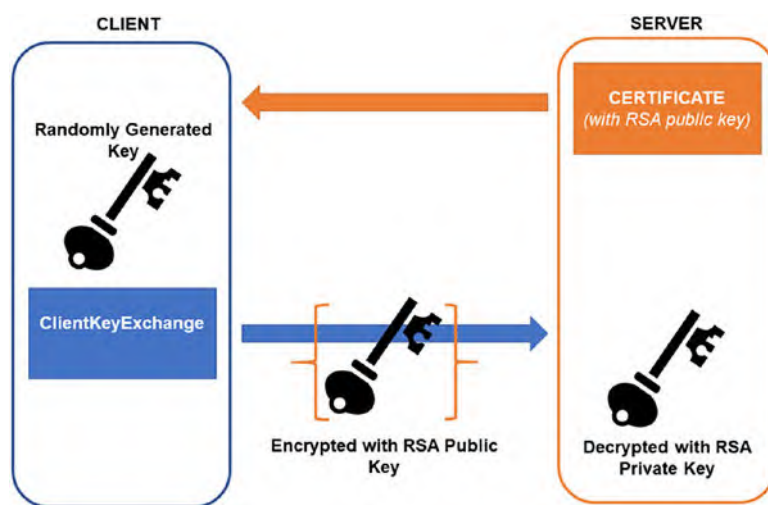 CLIENT
SERVER
CERTIFICATE
(with RSA public key)
Randomly Generated
Key
ClientKeyExchange
Encrypted with RSA Public
Key
Decrypted with RSA
Private Key